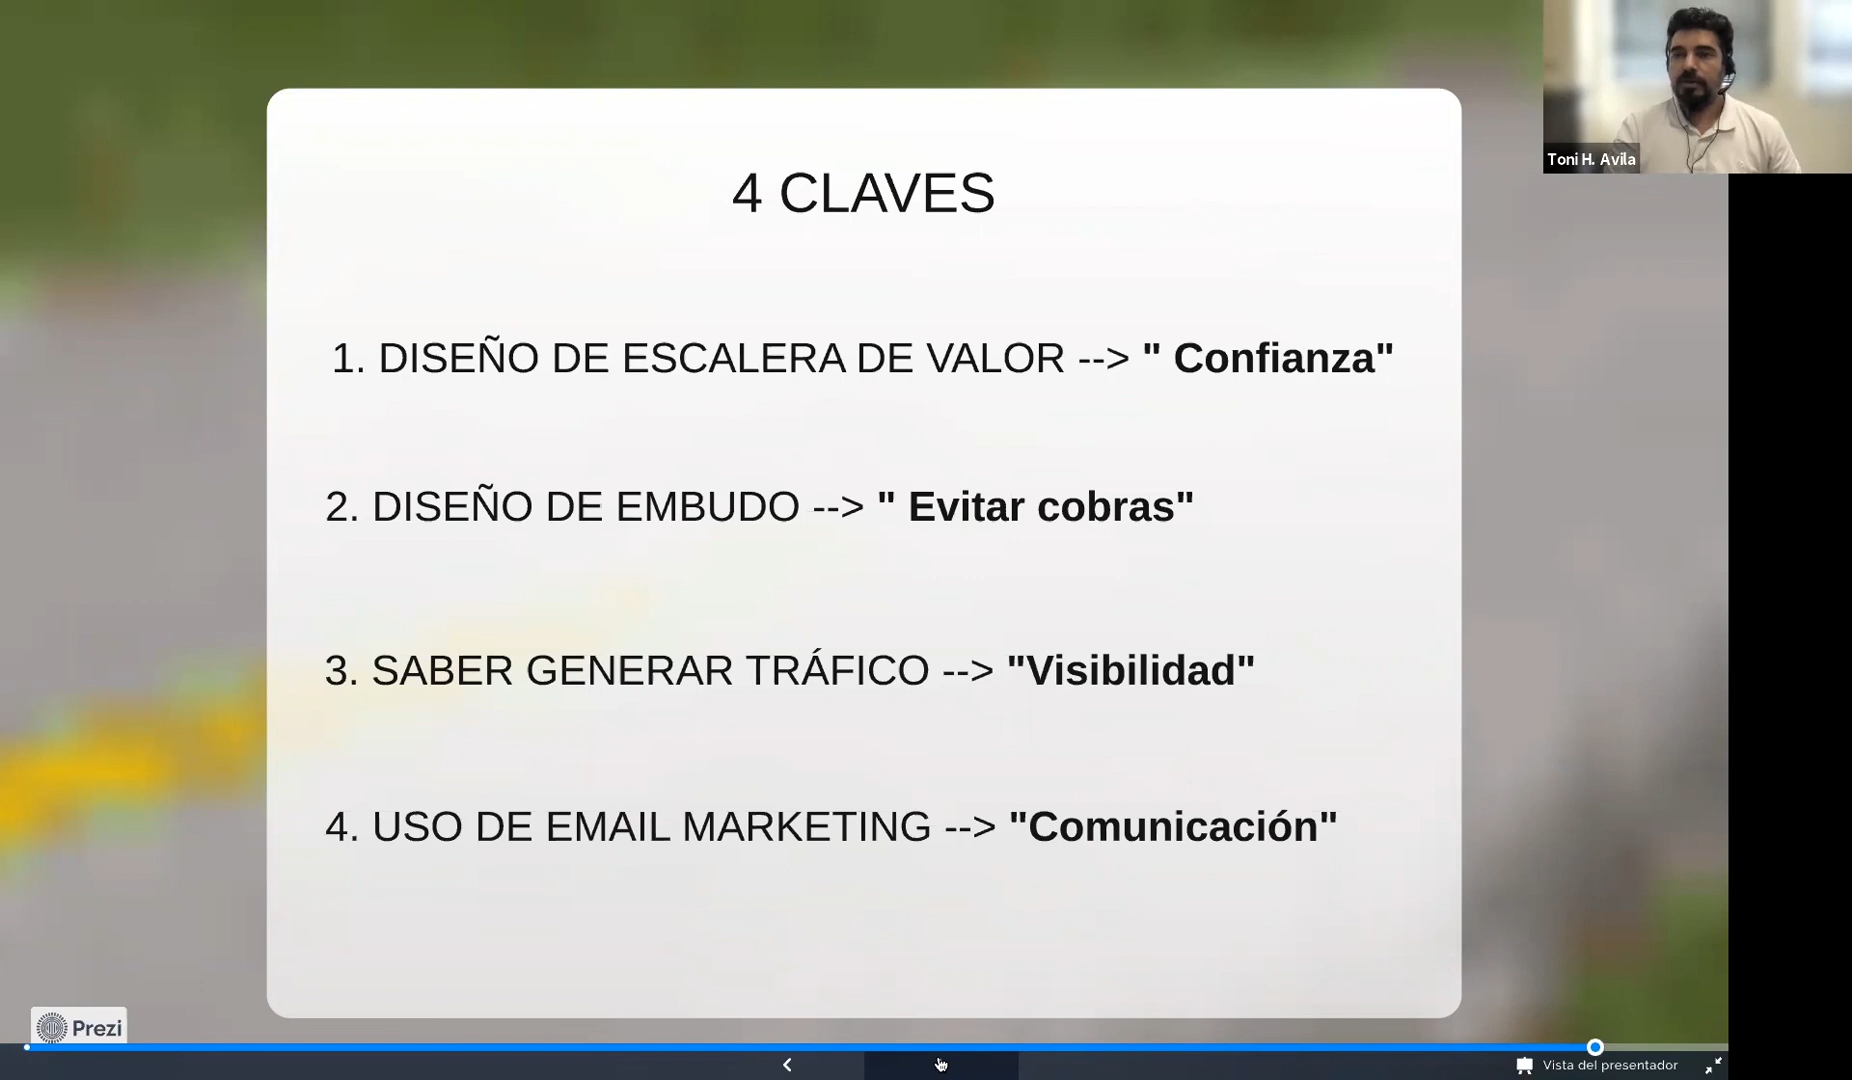 Toni H. Avila
4 CLAVES
1. DISEÑO DE ESCALERA DE VALOR --> " Confianza"
2. DISEÑO DE EMBUDO --> " Evitar cobras"
3. SABER GENERAR TRÁFICO --> "Visibilidad"
4. USO DE EMAIL MARKETING --> "Comunicación"
Prezi
Vista del presentador